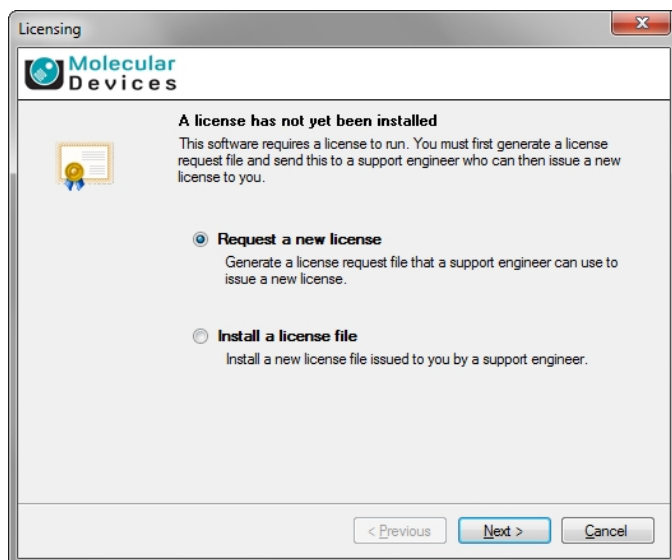 Licensing
Molecular
Devices
A license has not yet been installed
This software requires a license to run. You must first generate a license
request file and send this to a support engineer who can then issue a new
license to you.
Request a new license
Generate a license request file that a support engineer can use to
issue a new license.
Install a license file
Install a new license file issued to you by a support engineer.
< Previous
Next >
Cancel